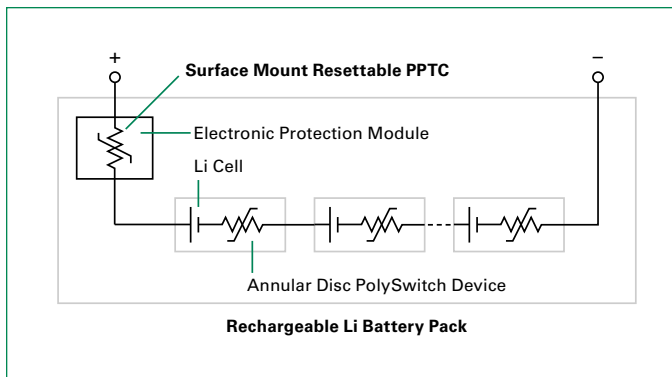 +
−
Surface Mount Resettable PPTC
Electronic Protection Module
Li Cell
Annular Disc PolySwitch Device
Rechargeable Li Battery Pack